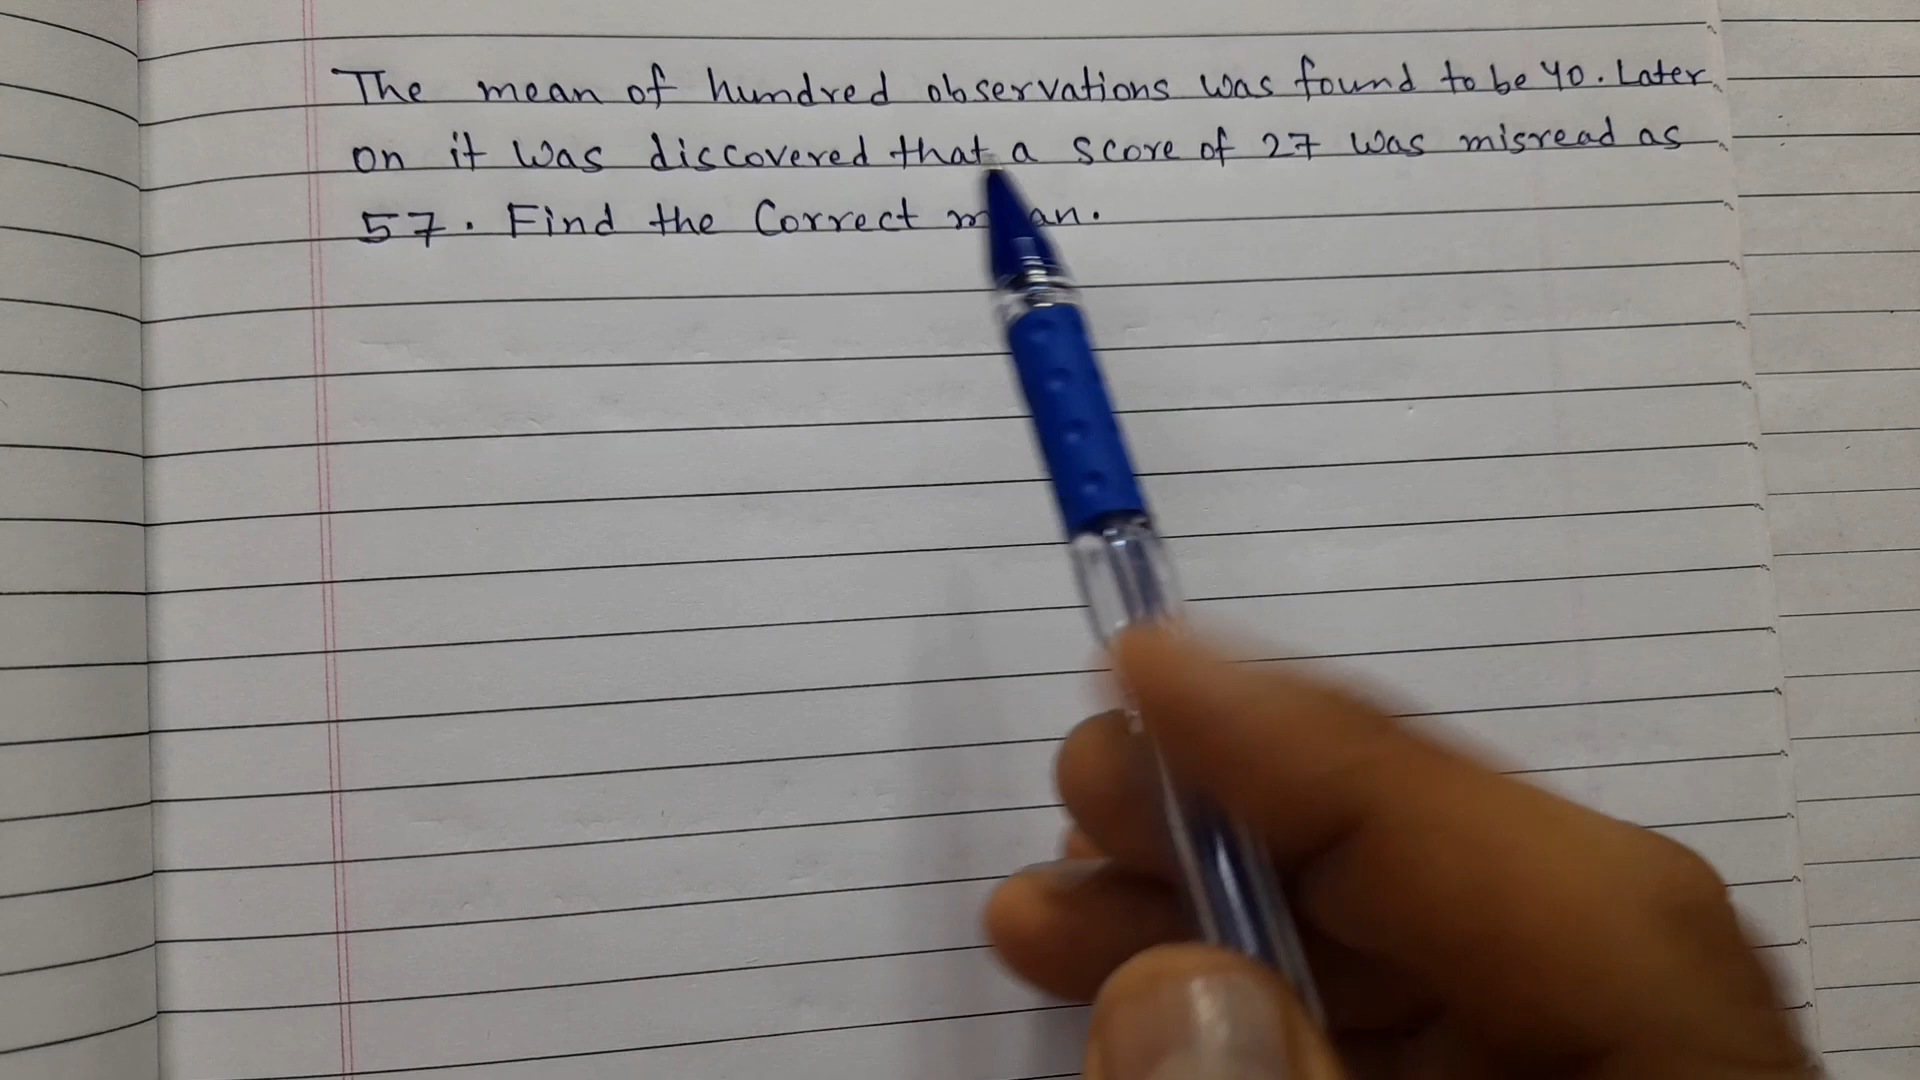 The mean of hundred observations was found to be 40. Later
on it was discovered that a score of 27 was misread as
57. Find the Correct mean.